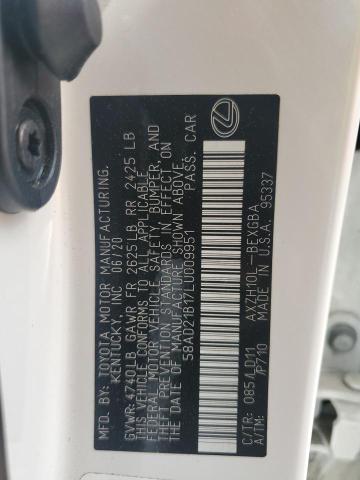 MFD. BY: TOYOTA MOTOR MANUFACTURING.
KENTUCKY, INC 06/20
GVWR: 4740LB GAWR FR 2625LB RR 2425 LB
THIS VEHICLE CONFORMS TO ALL APPLICABLE
FEDERAL MOTOR VEHICLE SAFETY, BUMPER, AND
THEFT PREVENTION STANDARDS IN EFFECT ON
THE DATE OF MANUFACTURE SHOWN ABOVE.
58AD21B17LU009951 PASS. CAR
C/TR: 085/LD11 AXZH10L-BEXGBA
A/TM: /P710 MADE IN U.S.A. 95337